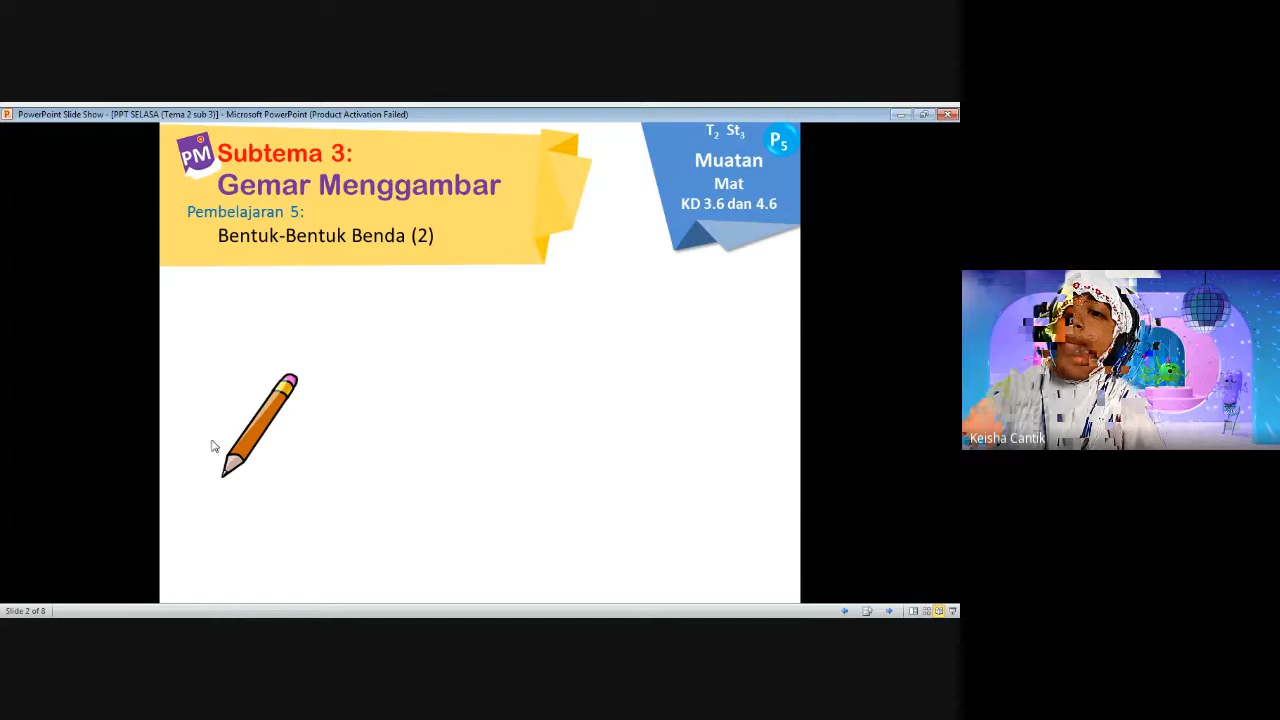 PowerPoint Slide Show - [PPT SELASA (Tema 2 sub 3)] - Microsoft PowerPoint (Product Activation Failed)
PM
Subtema 3:
Gemar Menggambar
Pembelajaran 5:
Bentuk-Bentuk Benda (2)
T2 St3
P5
Muatan
Mat
KD 3.6 dan 4.6
Keisha Cantik
Slide 2 of 8